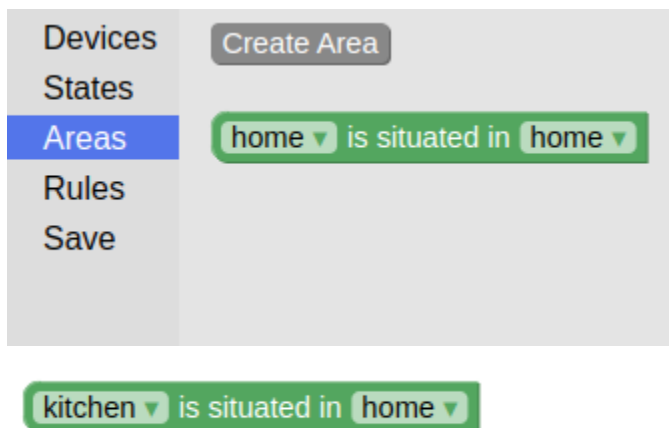 Devices
States
Areas
Rules
Save
Create Area
home ▾ is situated in home ▾
kitchen ▾ is situated in home ▾